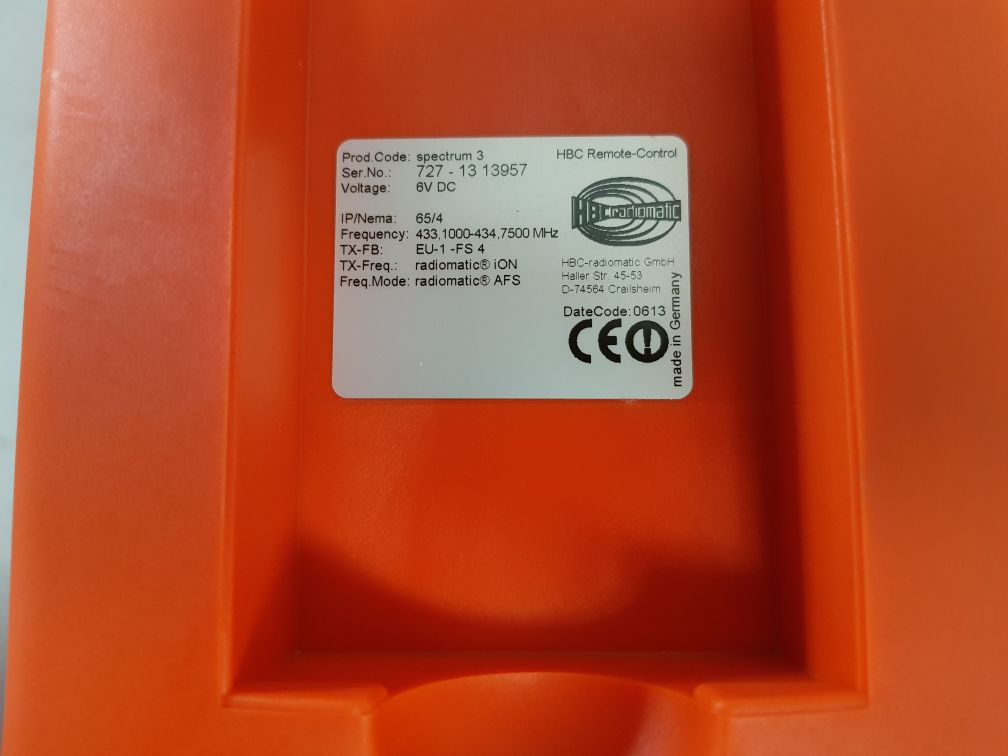 Prod.Code: spectrum 3
Ser.No.: 727 - 13 13957
Voltage: 6V DC
IP/Nema: 65/4
Frequency: 433,1000-434,7500 MHz
TX-FB: EU-1 -FS 4
TX-Freq.: radiomatic® iON
Freq.Mode: radiomatic® AFS
HBC Remote-Control
HBC radiomatic
HBC-radiomatic GmbH
Haller Str. 45-53
D-74564 Crailsheim
DateCode: 0613
CE
made in Germany